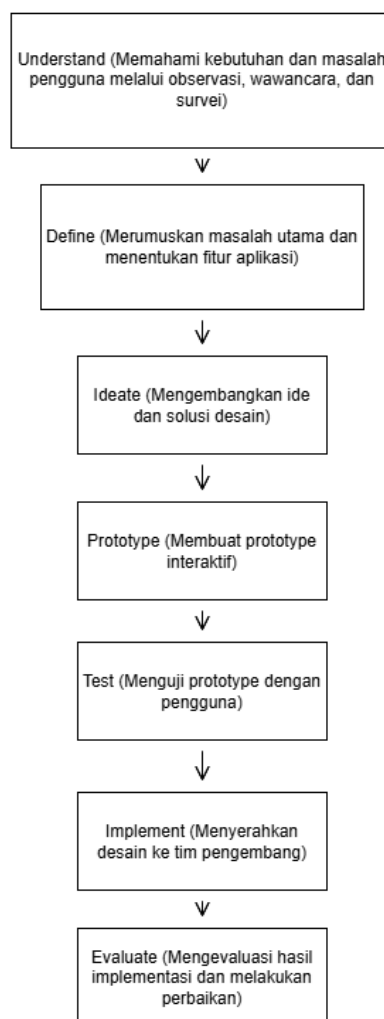 Understand (Memahami kebutuhan dan masalah
pengguna melalui observasi, wawancara, dan
survei)
Define (Merumuskan masalah utama dan
menentukan fitur aplikasi)
Ideate (Mengembangkan ide
dan solusi desain)
Prototype (Membuat prototype
interaktif)
Test (Menguji prototype dengan
pengguna)
Implement (Menyerahkan
desain ke tim pengembang)
Evaluate (Mengevaluasi hasil
implementasi dan melakukan
perbaikan)